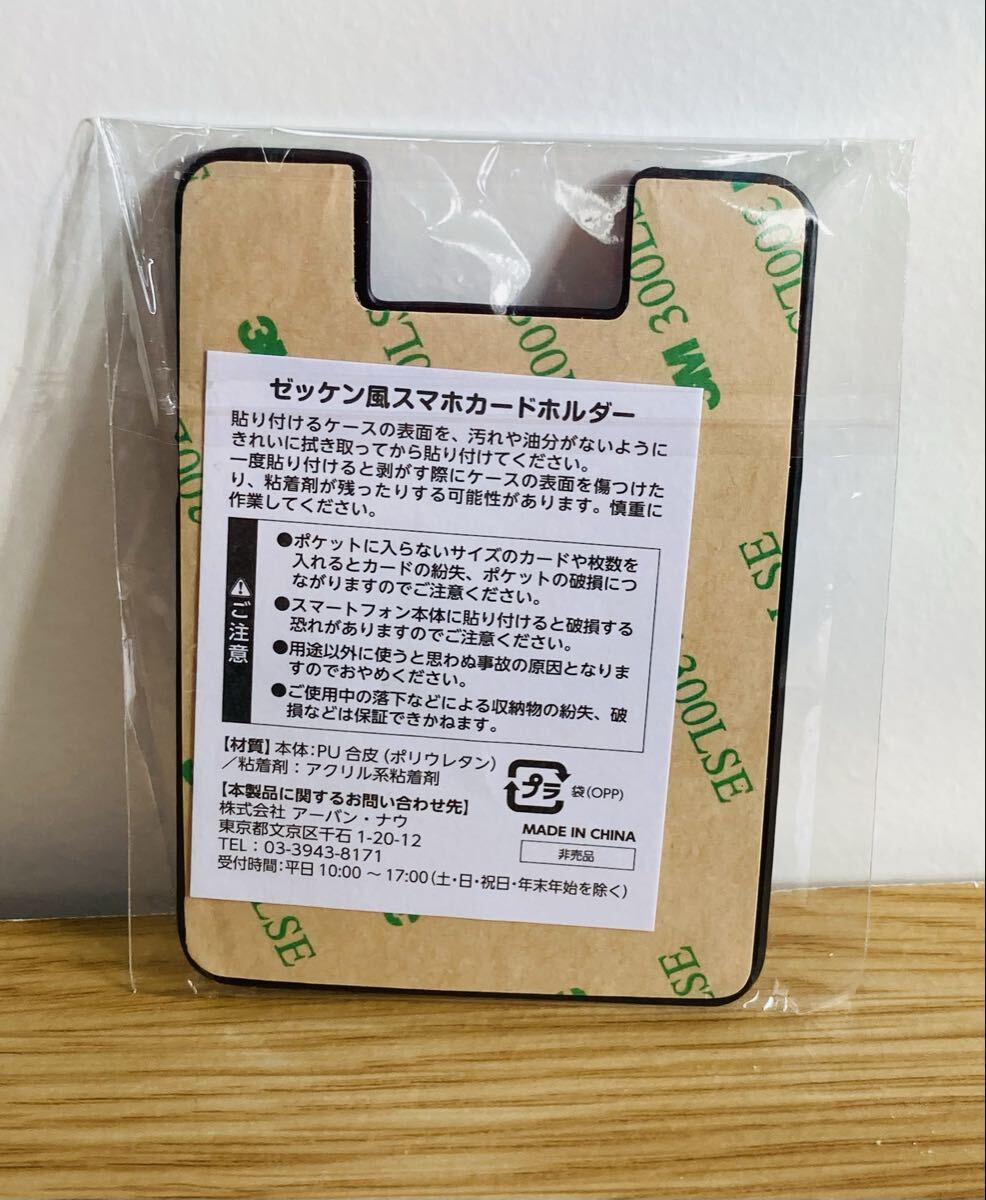 3M 300LS
300LSE
3M
OL'S
300
300L
ゼッケン風スマホカードホルダー
貼り付けるケースの表面を、汚れや油分がないように
きれいに拭き取ってから貼り付けてください。
一度貼り付けると剥がす際にケースの表面を傷つけた
り、粘着剤が残ったりする可能性があります。慎重に
作業してください。
⚠ご注意
●ポケットに入らないサイズのカードや枚数を
入れるとカードの紛失、ポケットの破損につ
ながりますのでご注意ください。
●スマートフォン本体に貼り付けると破損する
恐れがありますのでご注意ください。
●用途以外に使うと思わぬ事故の原因となりま
すのでおやめください。
●ご使用中の落下などによる収納物の紛失、破
損などは保証できかねます。
【材質】本体:PU 合皮(ポリウレタン)
／粘着剤:アクリル系粘着剤
プラ 袋(OPP)
【本製品に関するお問い合わせ先】
株式会社 アーバン・ナウ
東京都文京区千石 1-20-12
TEL:03-3943-8171
受付時間:平日 10:00 ～ 17:00(土・日・祝日・年末年始を除く)
MADE IN CHINA
非売品
LSE
300LSE
LSE
LSE